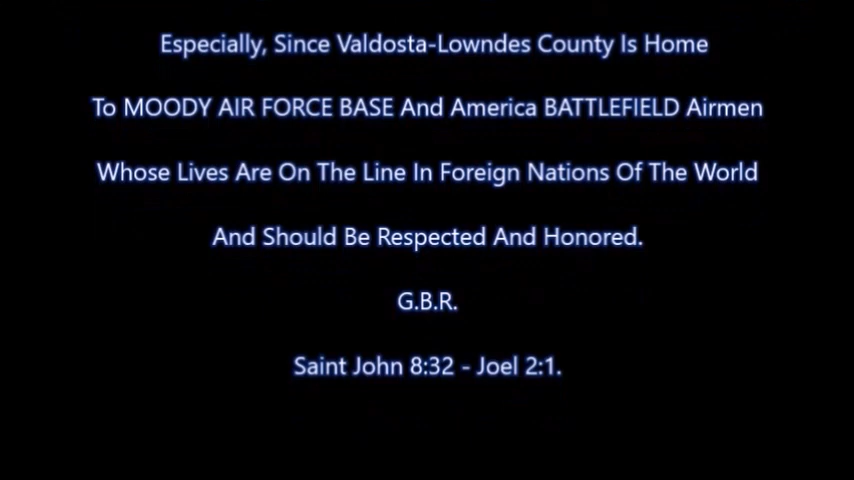 Especially, Since Valdosta-Lowndes County Is Home
To MOODY AIR FORCE BASE And America BATTLEFIELD Airmen
Whose Lives Are On The Line In Foreign Nations Of The World
And Should Be Respected And Honored.
G.B.R.
Saint John 8:32 - Joel 2:1.